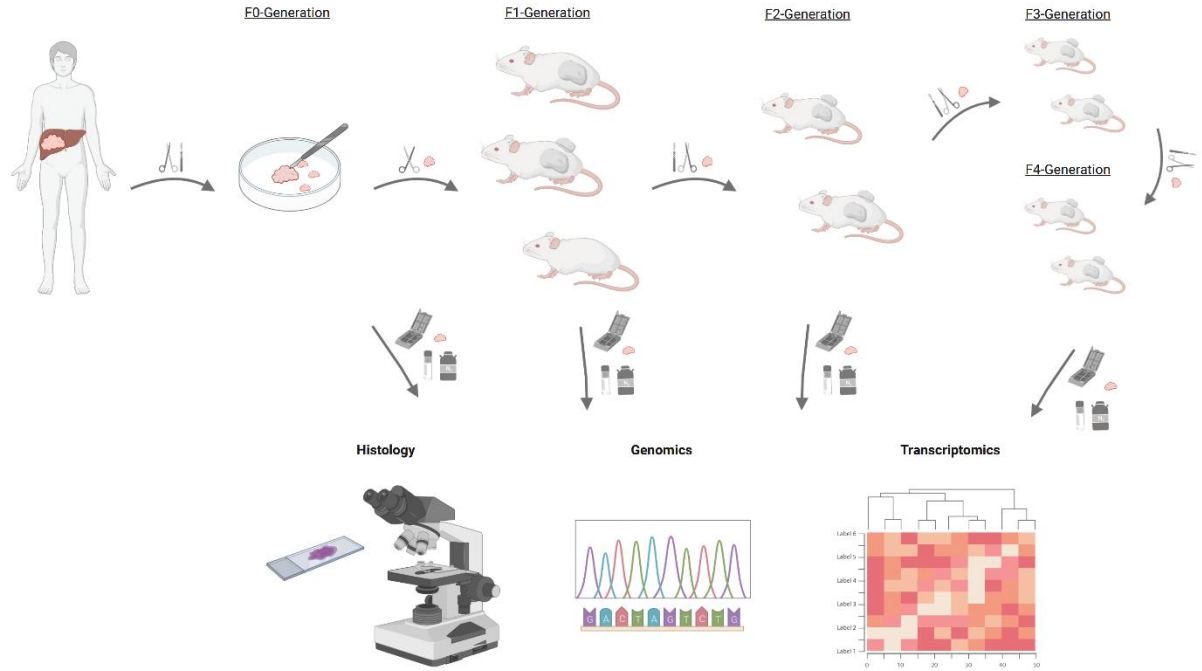 F0-Generation
F1-Generation
F2-Generation
F3-Generation
F4-Generation
Histology
Genomics
Transcriptomics
G A C T A G T C T G
Label 6
Label 5
Label 4
Label 3
Label 2
Label 1
0 10 20 30 40 50